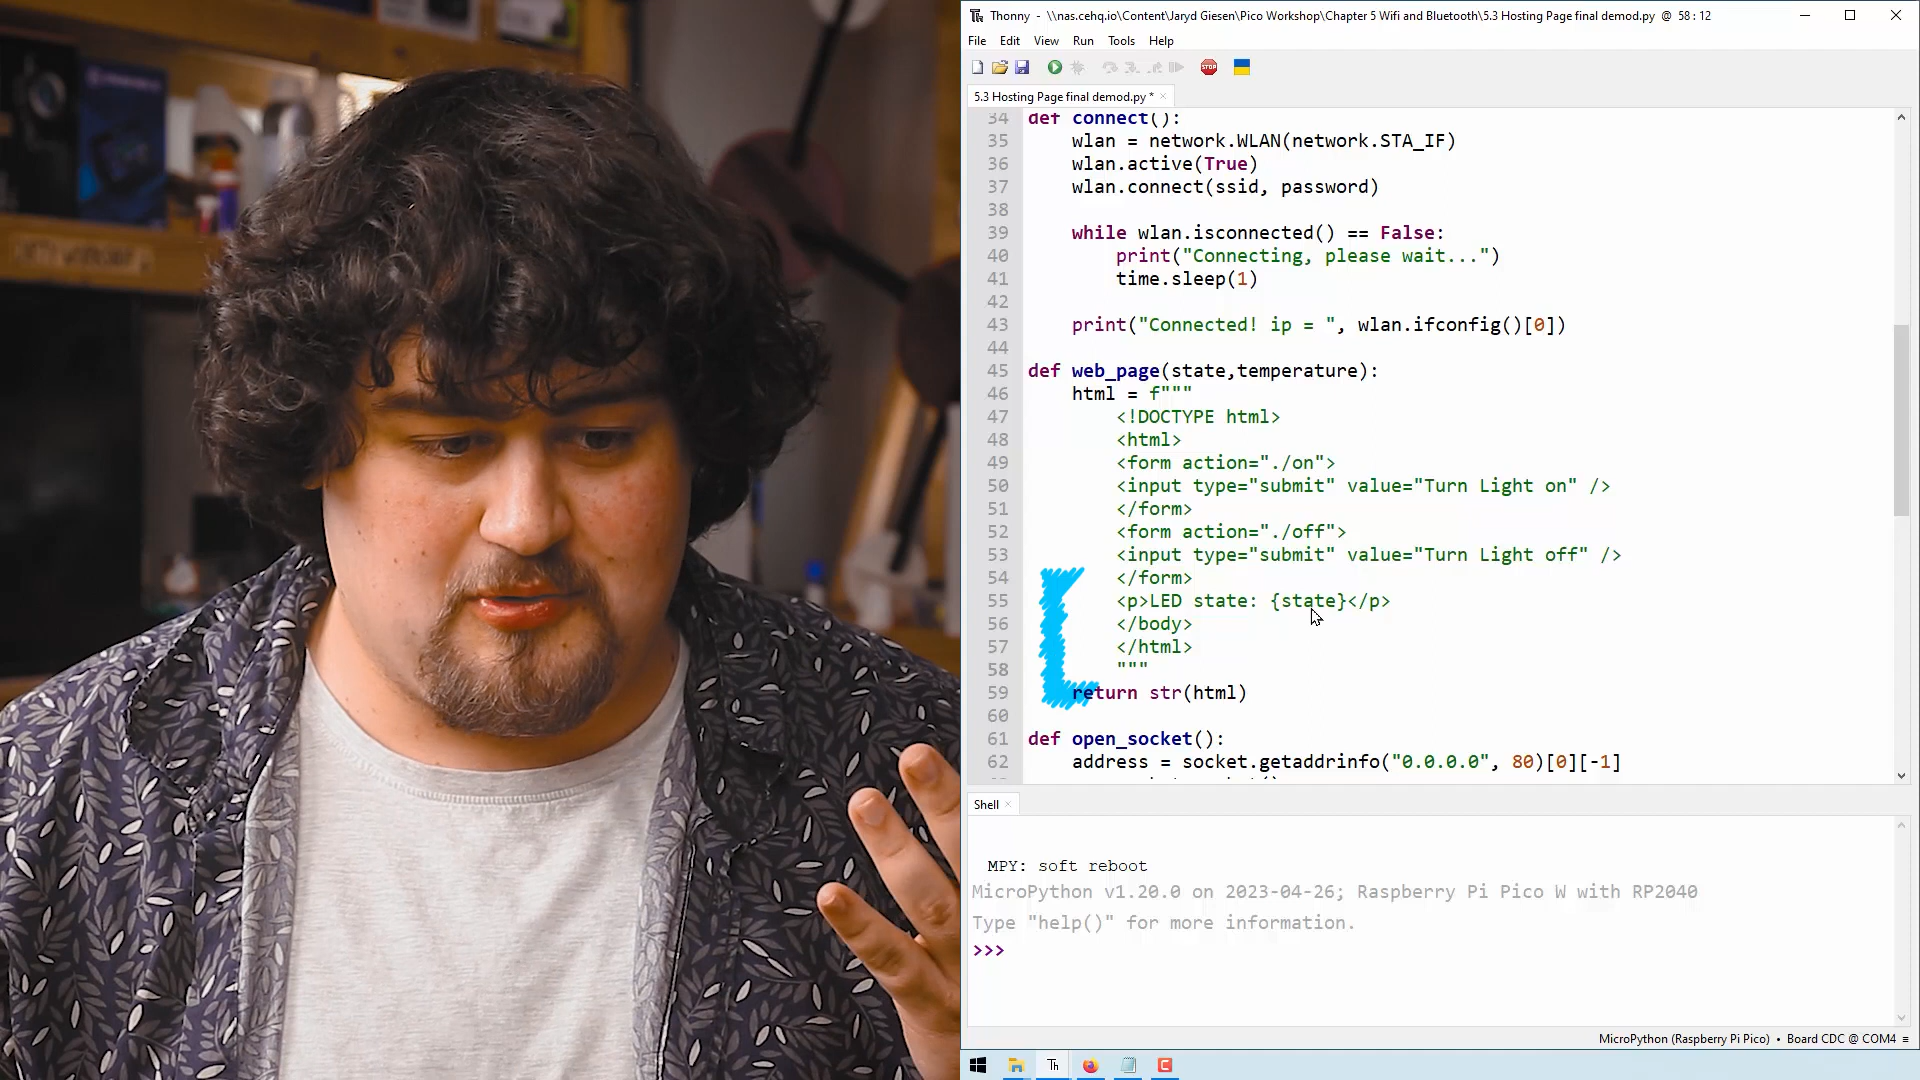 Thonny - \\nas.cehq.io\Content\Jaryd Giesen\Pico Workshop\Chapter 5 Wifi and Bluetooth\5.3 Hosting Page final demod.py @ 58 : 12
File Edit View Run Tools Help
STOP
5.3 Hosting Page final demod.py *
34 def connect():
35 wlan = network.WLAN(network.STA_IF)
36 wlan.active(True)
37 wlan.connect(ssid, password)
38
39 while wlan.isconnected() == False:
40 print("Connecting, please wait...")
41 time.sleep(1)
42
43 print("Connected! ip = ", wlan.ifconfig()[0])
44
45 def web_page(state,temperature):
46 html = f"""
47 <!DOCTYPE html>
48 <html>
49 <form action="./on">
50 <input type="submit" value="Turn Light on" />
51 </form>
52 <form action="./off">
53 <input type="submit" value="Turn Light off" />
54 </form>
55 <p>LED state: {state}</p>
56 </body>
57 </html>
58 """
59 return str(html)
60
61 def open_socket():
62 address = socket.getaddrinfo("0.0.0.0", 80)[0][-1]
Shell
MPY: soft reboot
MicroPython v1.20.0 on 2023-04-26; Raspberry Pi Pico W with RP2040
Type "help()" for more information.
>>>
MicroPython (Raspberry Pi Pico) • Board CDC @ COM4 ≡
Th